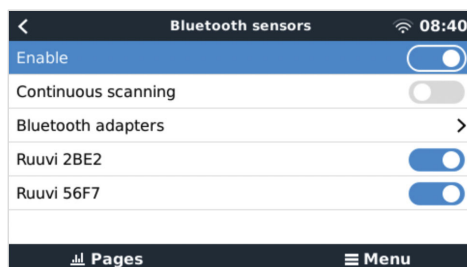 Bluetooth sensors 08:40
Enable
Continuous scanning
Bluetooth adapters
Ruuvi 2BE2
Ruuvi 56F7
Pages Menu